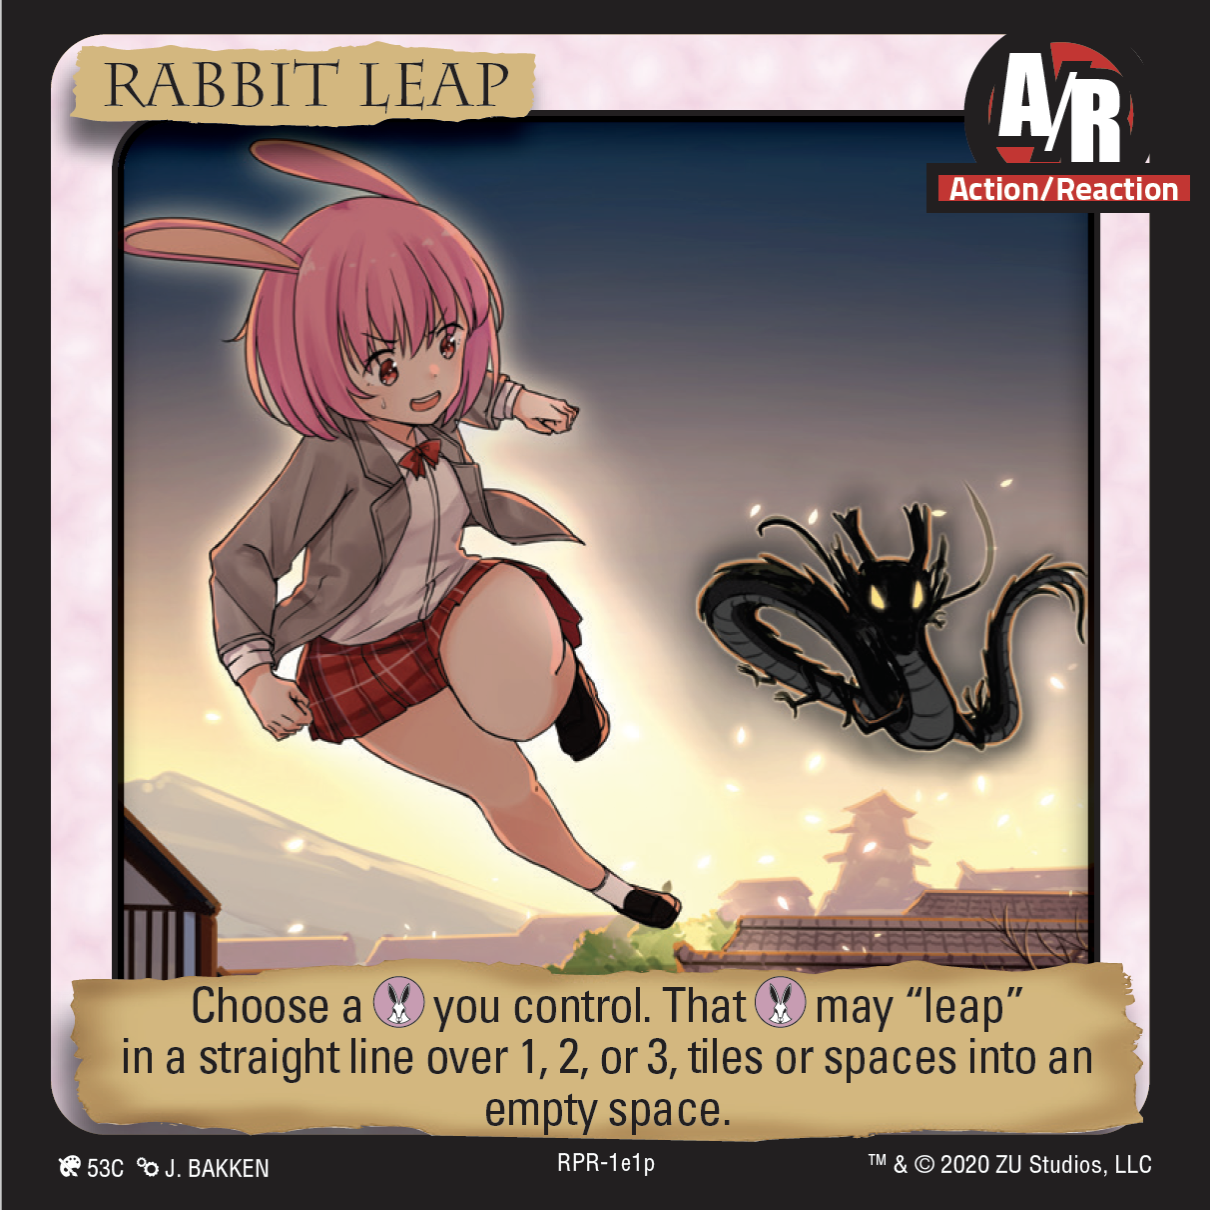 RABBIT LEAP
A/R
Action/Reaction
Choose a you control. That may “leap”
in a straight line over 1, 2, or 3, tiles or spaces into an
empty space.
53C J. BAKKEN
RPR-1e1p
™ & © 2020 ZU Studios, LLC